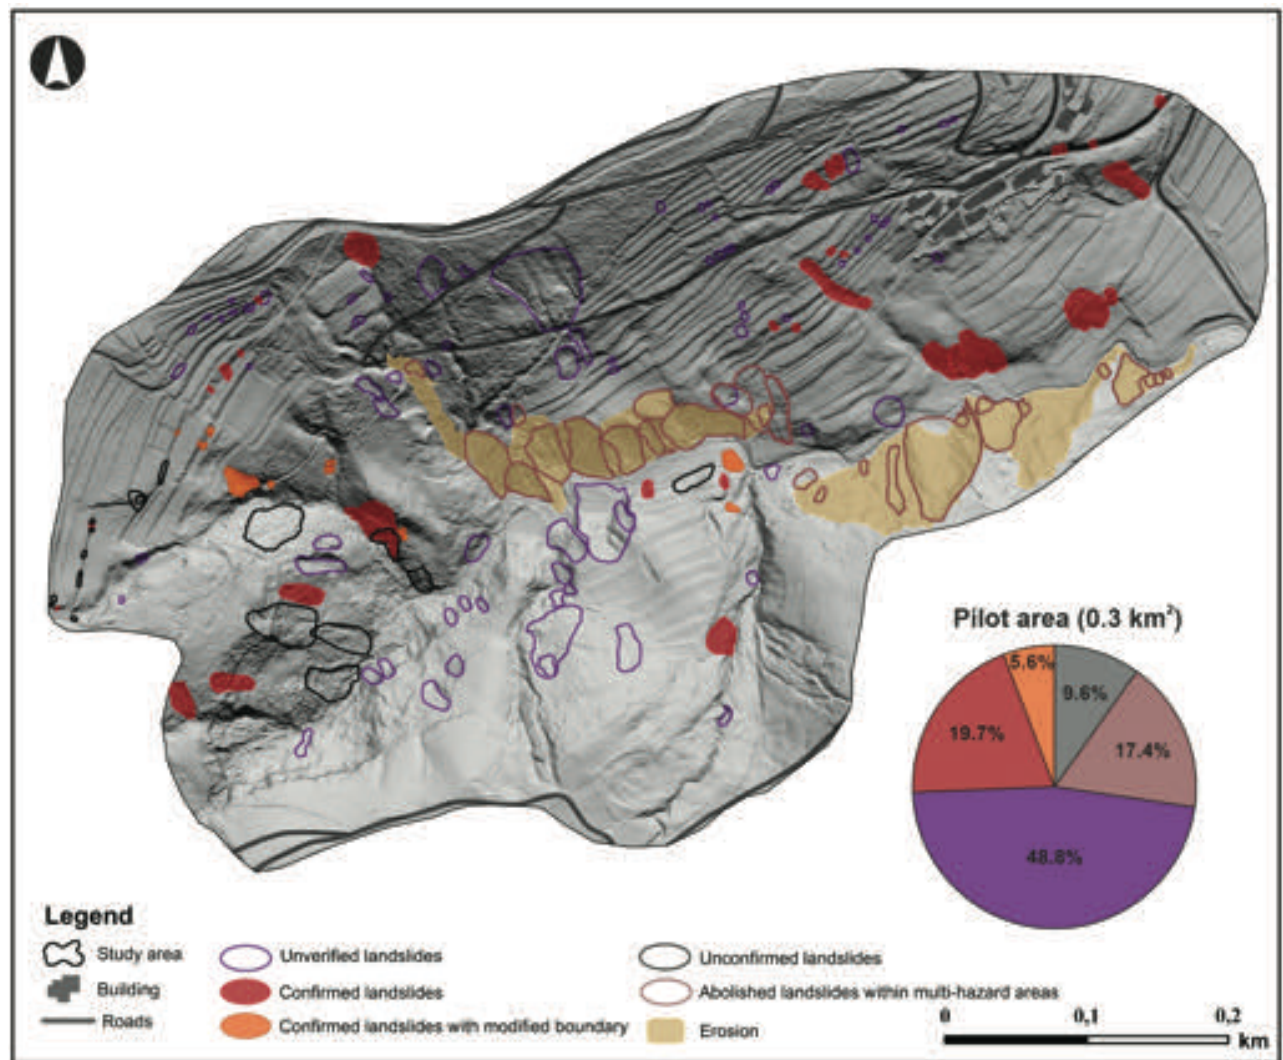 Pilot area (0.3 km²)
5.6%
9.6%
19.7%
17.4%
48.8%
Legend
Study area
Building
Roads
Unverified landslides
Confirmed landslides
Confirmed landslides with modified boundary
Unconfirmed landslides
Abolished landslides within multi-hazard areas
Erosion
0 0,1 0,2
km